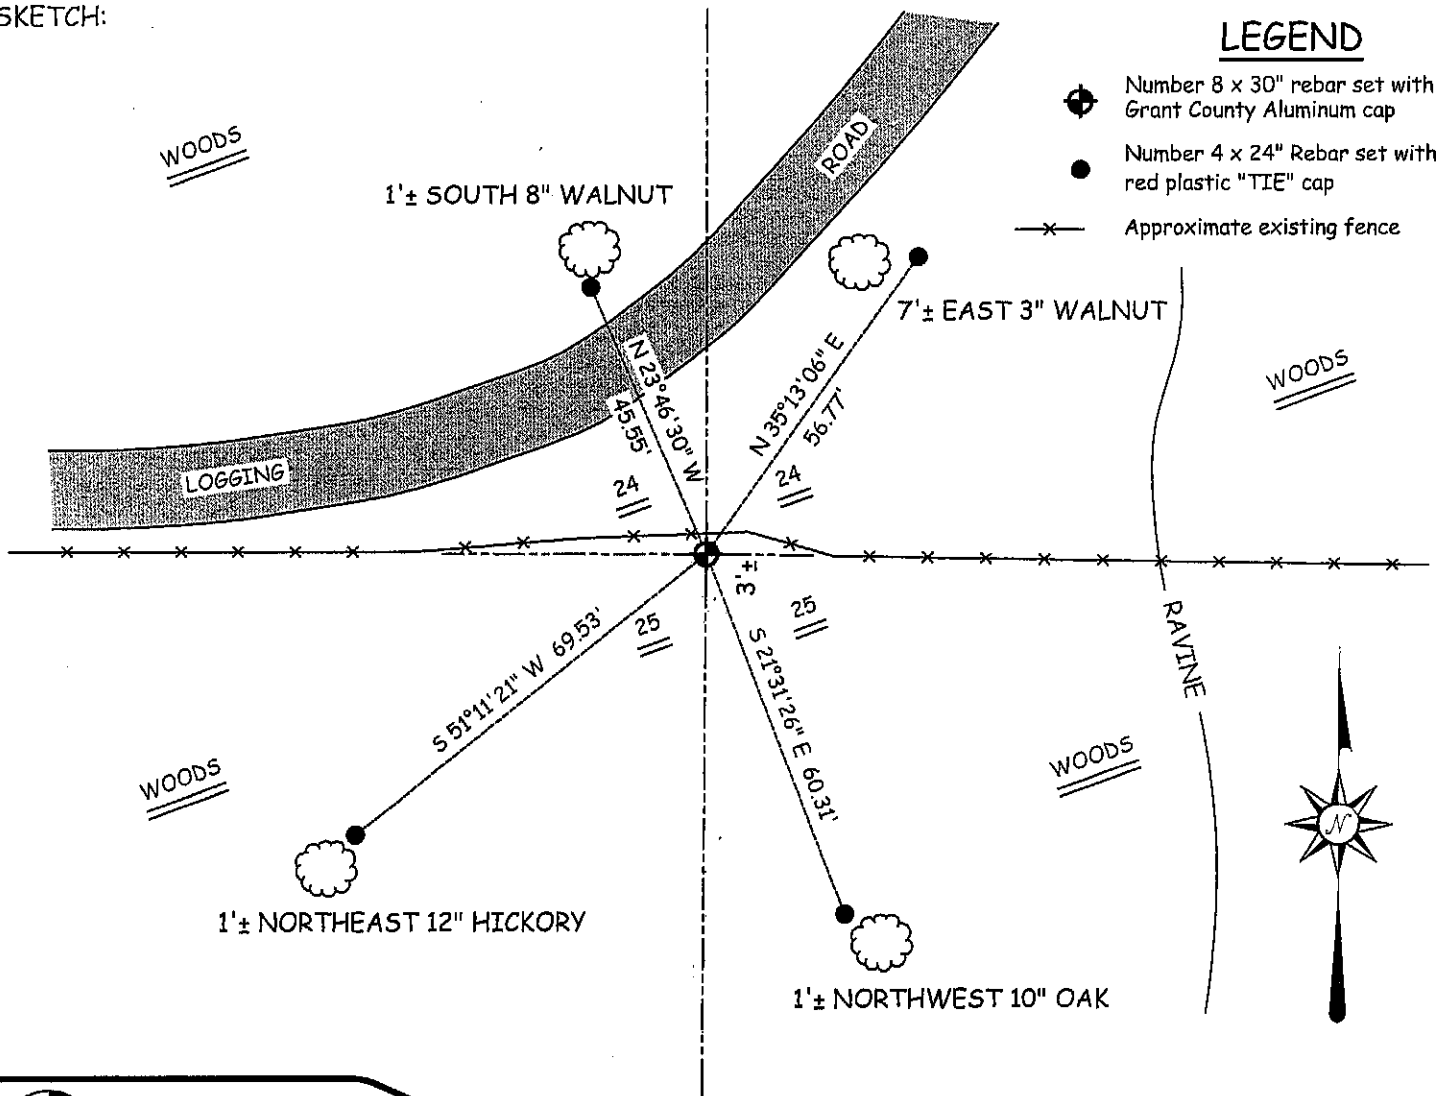 SKETCH:
LEGEND
Number 8 x 30" rebar set with
Grant County Aluminum cap
Number 4 x 24" Rebar set with
red plastic "TIE" cap
Approximate existing fence
WOODS
ROAD
1'± SOUTH 8" WALNUT
7'± EAST 3" WALNUT
WOODS
N 23°46'30" W
45.55'
N 35°13'06" E
56.77'
LOGGING
24
24
3'±
25
25
S 51°11'21" W 69.53'
S 21°31'26" E 60.31'
RAVINE
WOODS
WOODS
N
1'± NORTHEAST 12" HICKORY
1'± NORTHWEST 10" OAK